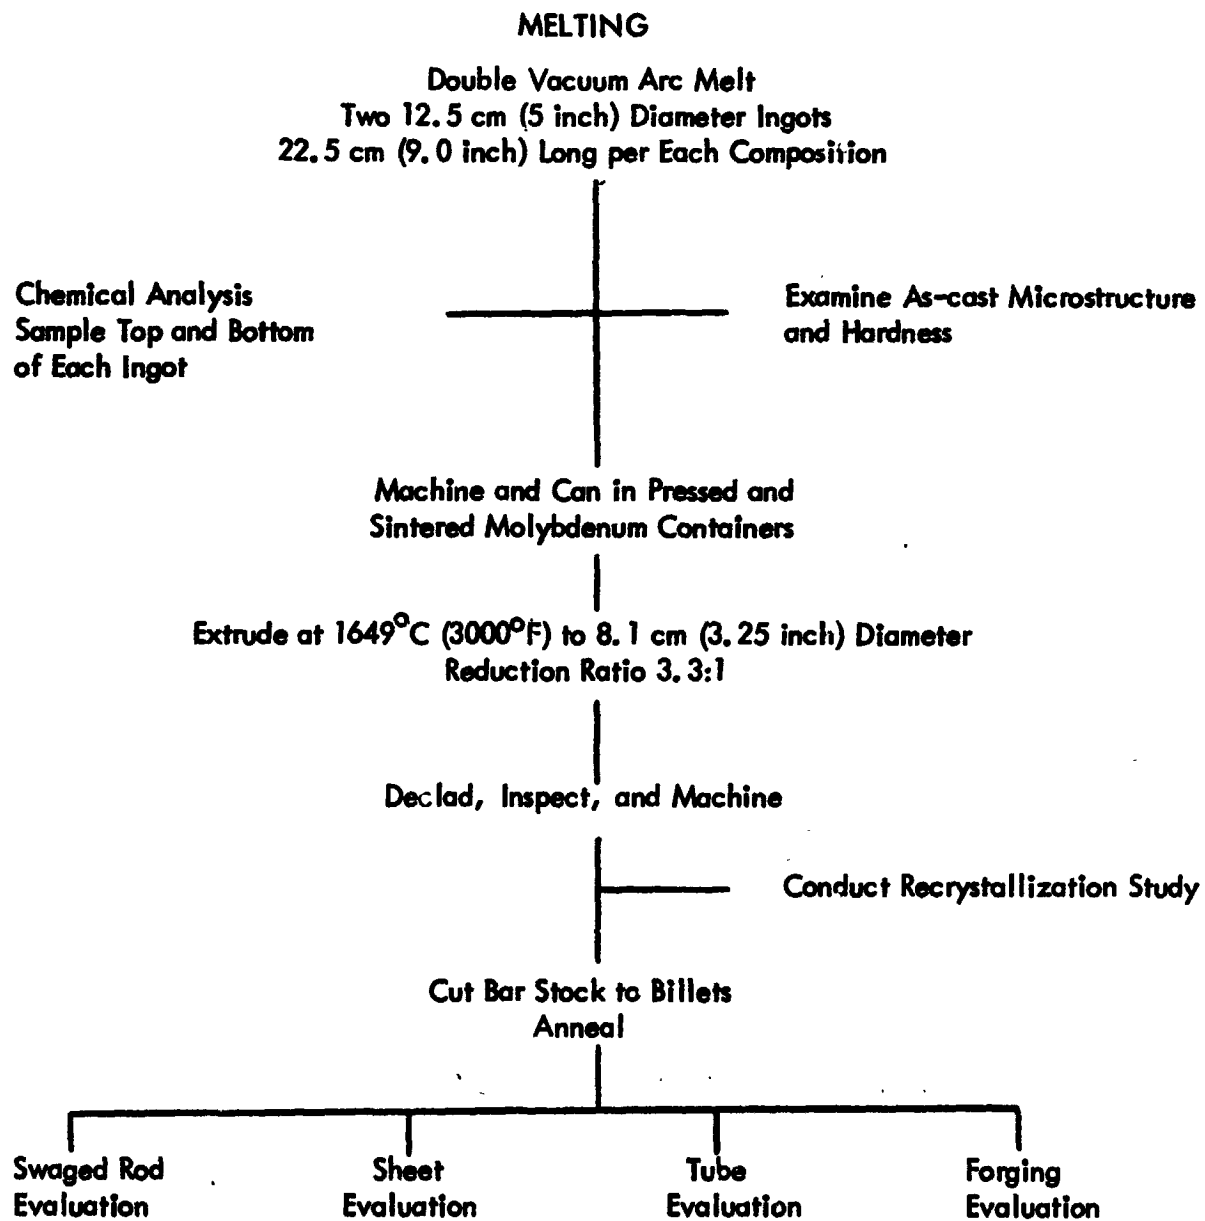 MELTING
Double Vacuum Arc Melt
Two 12.5 cm (5 inch) Diameter Ingots
22.5 cm (9.0 inch) Long per Each Composition
Chemical Analysis
Sample Top and Bottom
of Each Ingot
Examine As-cast Microstructure
and Hardness
Machine and Can in Pressed and
Sintered Molybdenum Containers
Extrude at 1649°C (3000°F) to 8.1 cm (3.25 inch) Diameter
Reduction Ratio 3.3:1
Declad, Inspect, and Machine
Conduct Recrystallization Study
Cut Bar Stock to Billets
Anneal
Swaged Rod
Evaluation
Sheet
Evaluation
Tube
Evaluation
Forging
Evaluation